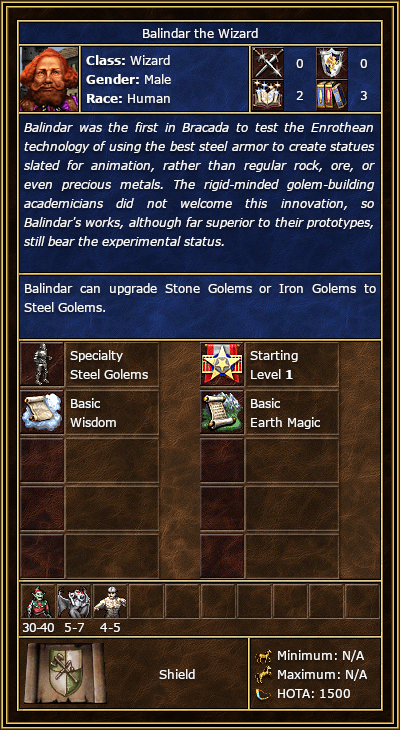 Balindar the Wizard
Class: Wizard
Gender: Male
Race: Human
0 0
2 3
Balindar was the first in Bracada to test the Enrothean
technology of using the best steel armor to create statues
slated for animation, rather than regular rock, ore, or
even precious metals. The rigid-minded golem-building
academicians did not welcome this innovation, so
Balindar's works, although far superior to their prototypes,
still bear the experimental status.
Balindar can upgrade Stone Golems or Iron Golems to
Steel Golems.
Specialty
Steel Golems
Starting
Level 1
Basic
Wisdom
Basic
Earth Magic
30-40 5-7 4-5
Shield
Minimum: N/A
Maximum: N/A
HOTA: 1500